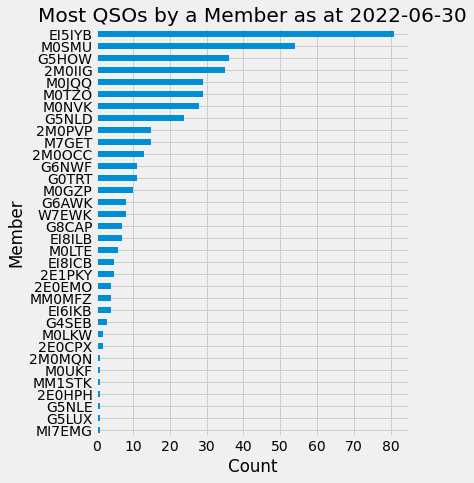 Most QSOs by a Member as at 2022-06-30
EI5IYB
M0SMU
G5HOW
2M0IIG
M0JQQ
M0TZO
M0NVK
G5NLD
2M0PVP
M7GET
2M0OCC
G6NWF
G0TRT
M0GZP
G6AWK
W7EWK
G8CAP
EI8ILB
M0LTE
EI8ICB
2E1PKY
2E0EMO
MM0MFZ
EI6IKB
G4SEB
M0LKW
2E0CPX
2M0MQN
M0UKF
MM1STK
2E0HPH
G5NLE
G5LUX
MI7EMG
Member
0 10 20 30 40 50 60 70 80
Count